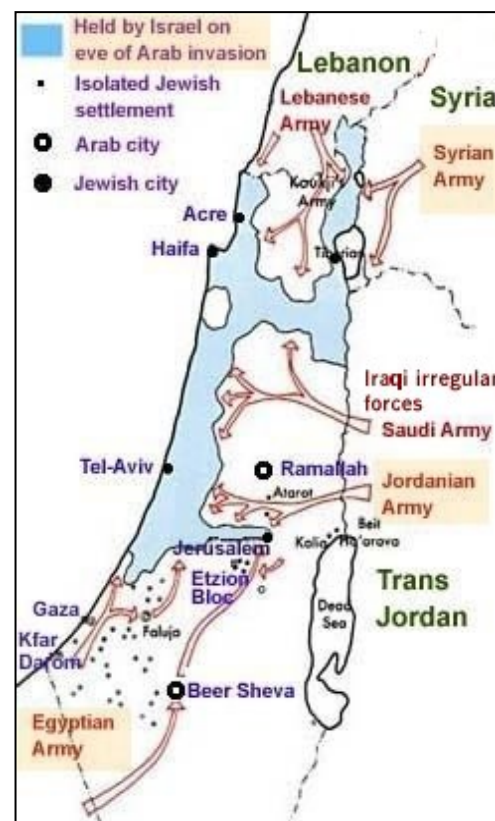 Held by Israel on
eve of Arab invasion
Isolated Jewish
settlement
Arab city
Jewish city
Lebanon
Lebanese
Army
Syria
Syrian
Army
Kaukji's
Army
Acre
Haifa
Iraqi irregular
forces
Saudi Army
Tel-Aviv
Ramallah
Atarot
Jordanian
Army
Jerusalem
Kalia
Beit
Ha'arava
Etzion
Bloc
Trans
Jordan
Dead
Sea
Gaza
Faluja
Kfar
Darom
Beer Sheva
Egyptian
Army